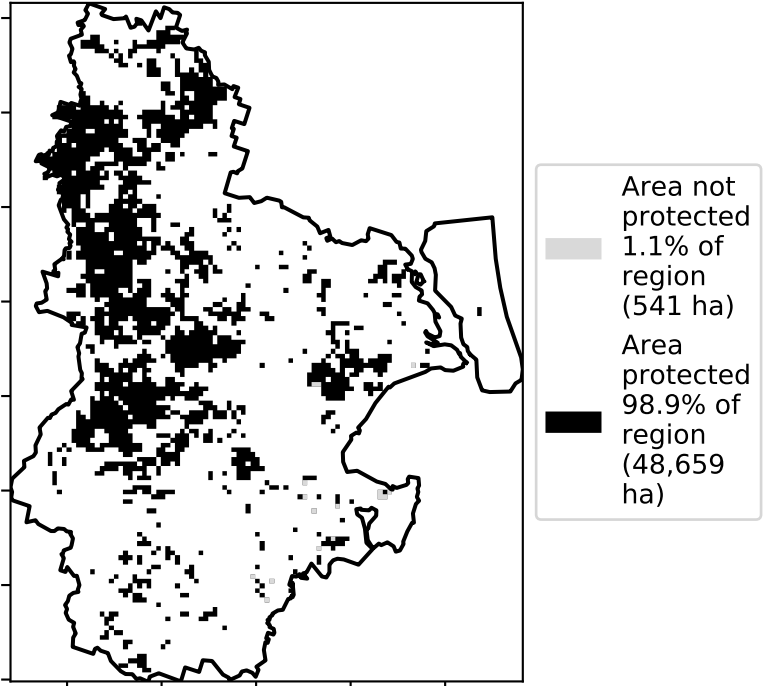 Area not
protected
1.1% of
region
(541 ha)
Area
protected
98.9% of
region
(48,659
ha)